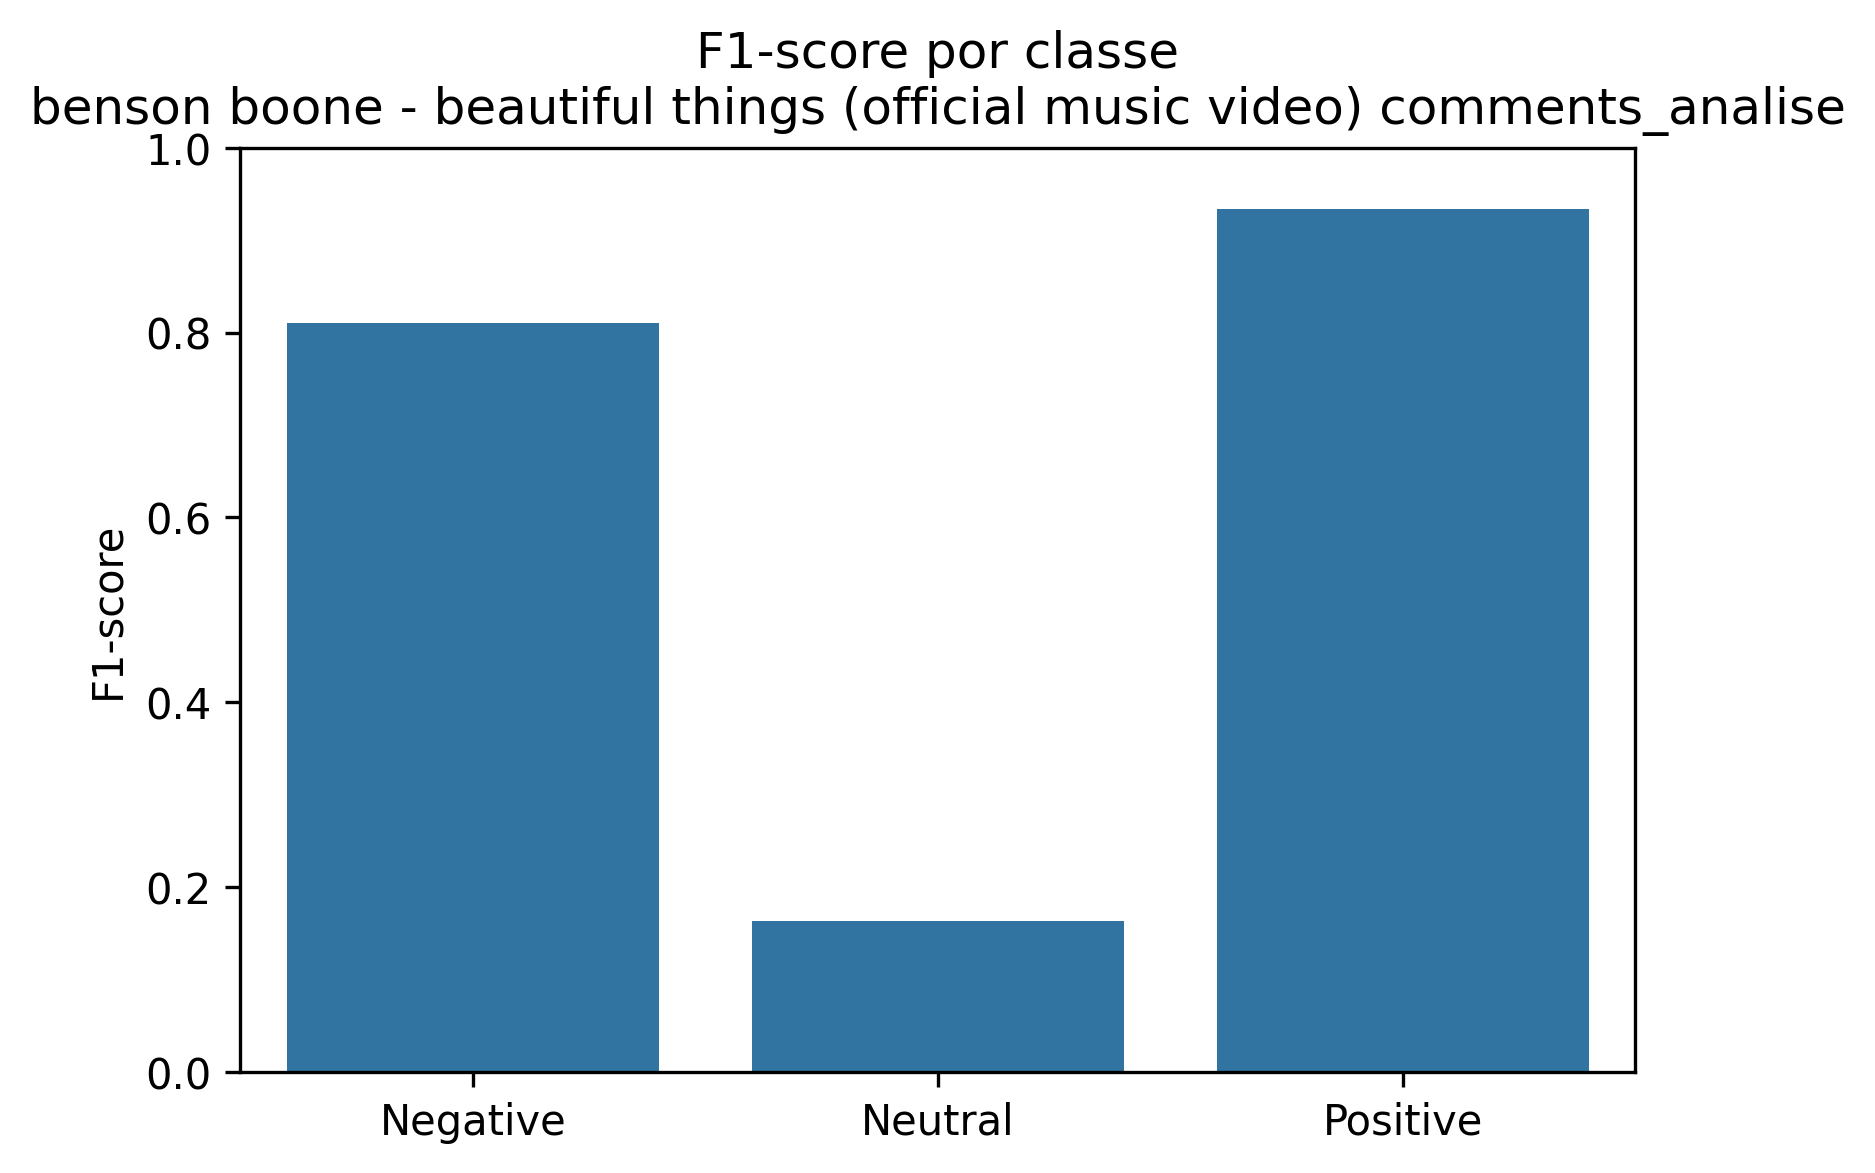 F1-score por classe
benson boone - beautiful things (official music video) comments_analise
1.0
0.8
0.6
0.4
0.2
0.0
F1-score
Negative
Neutral
Positive